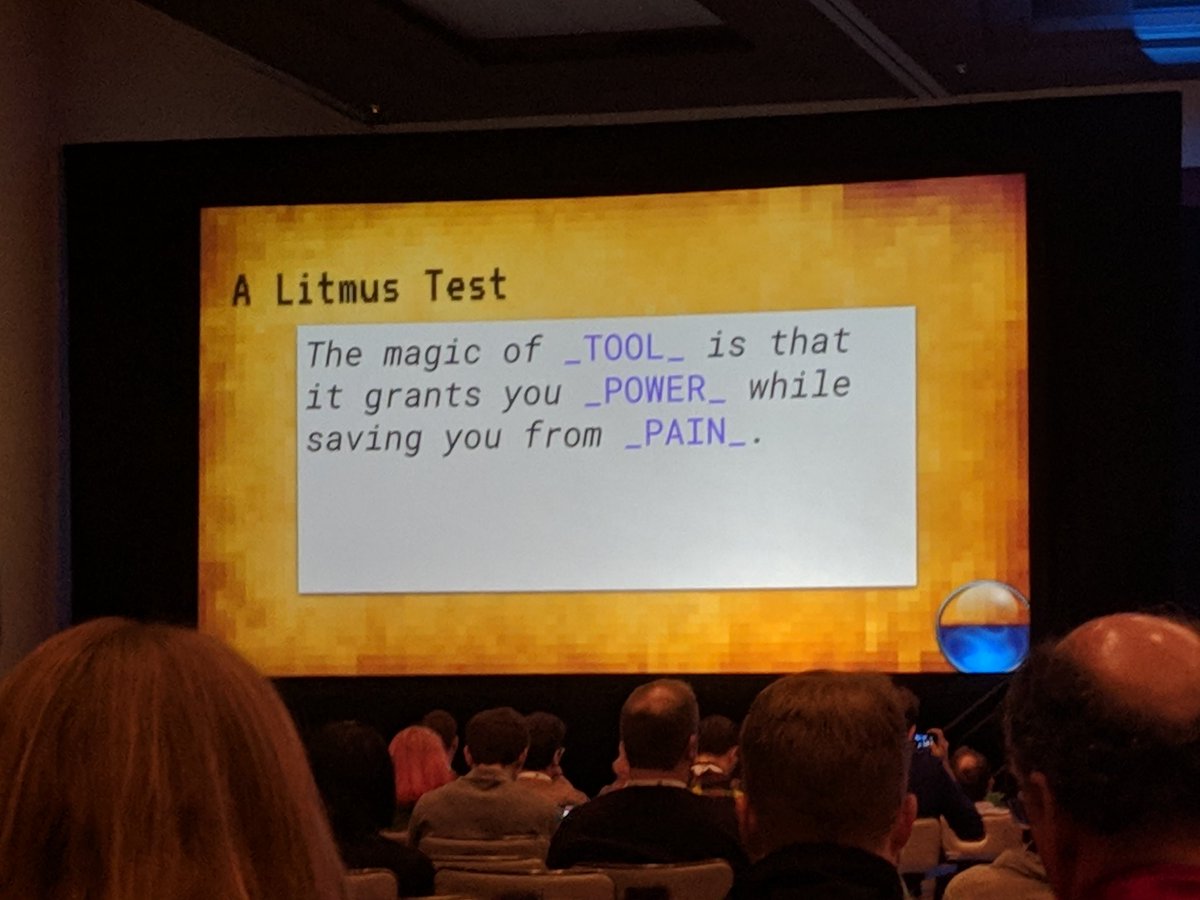 A Litmus Test
The magic of _TOOL_ is that
it grants you _POWER_ while
saving you from _PAIN_.